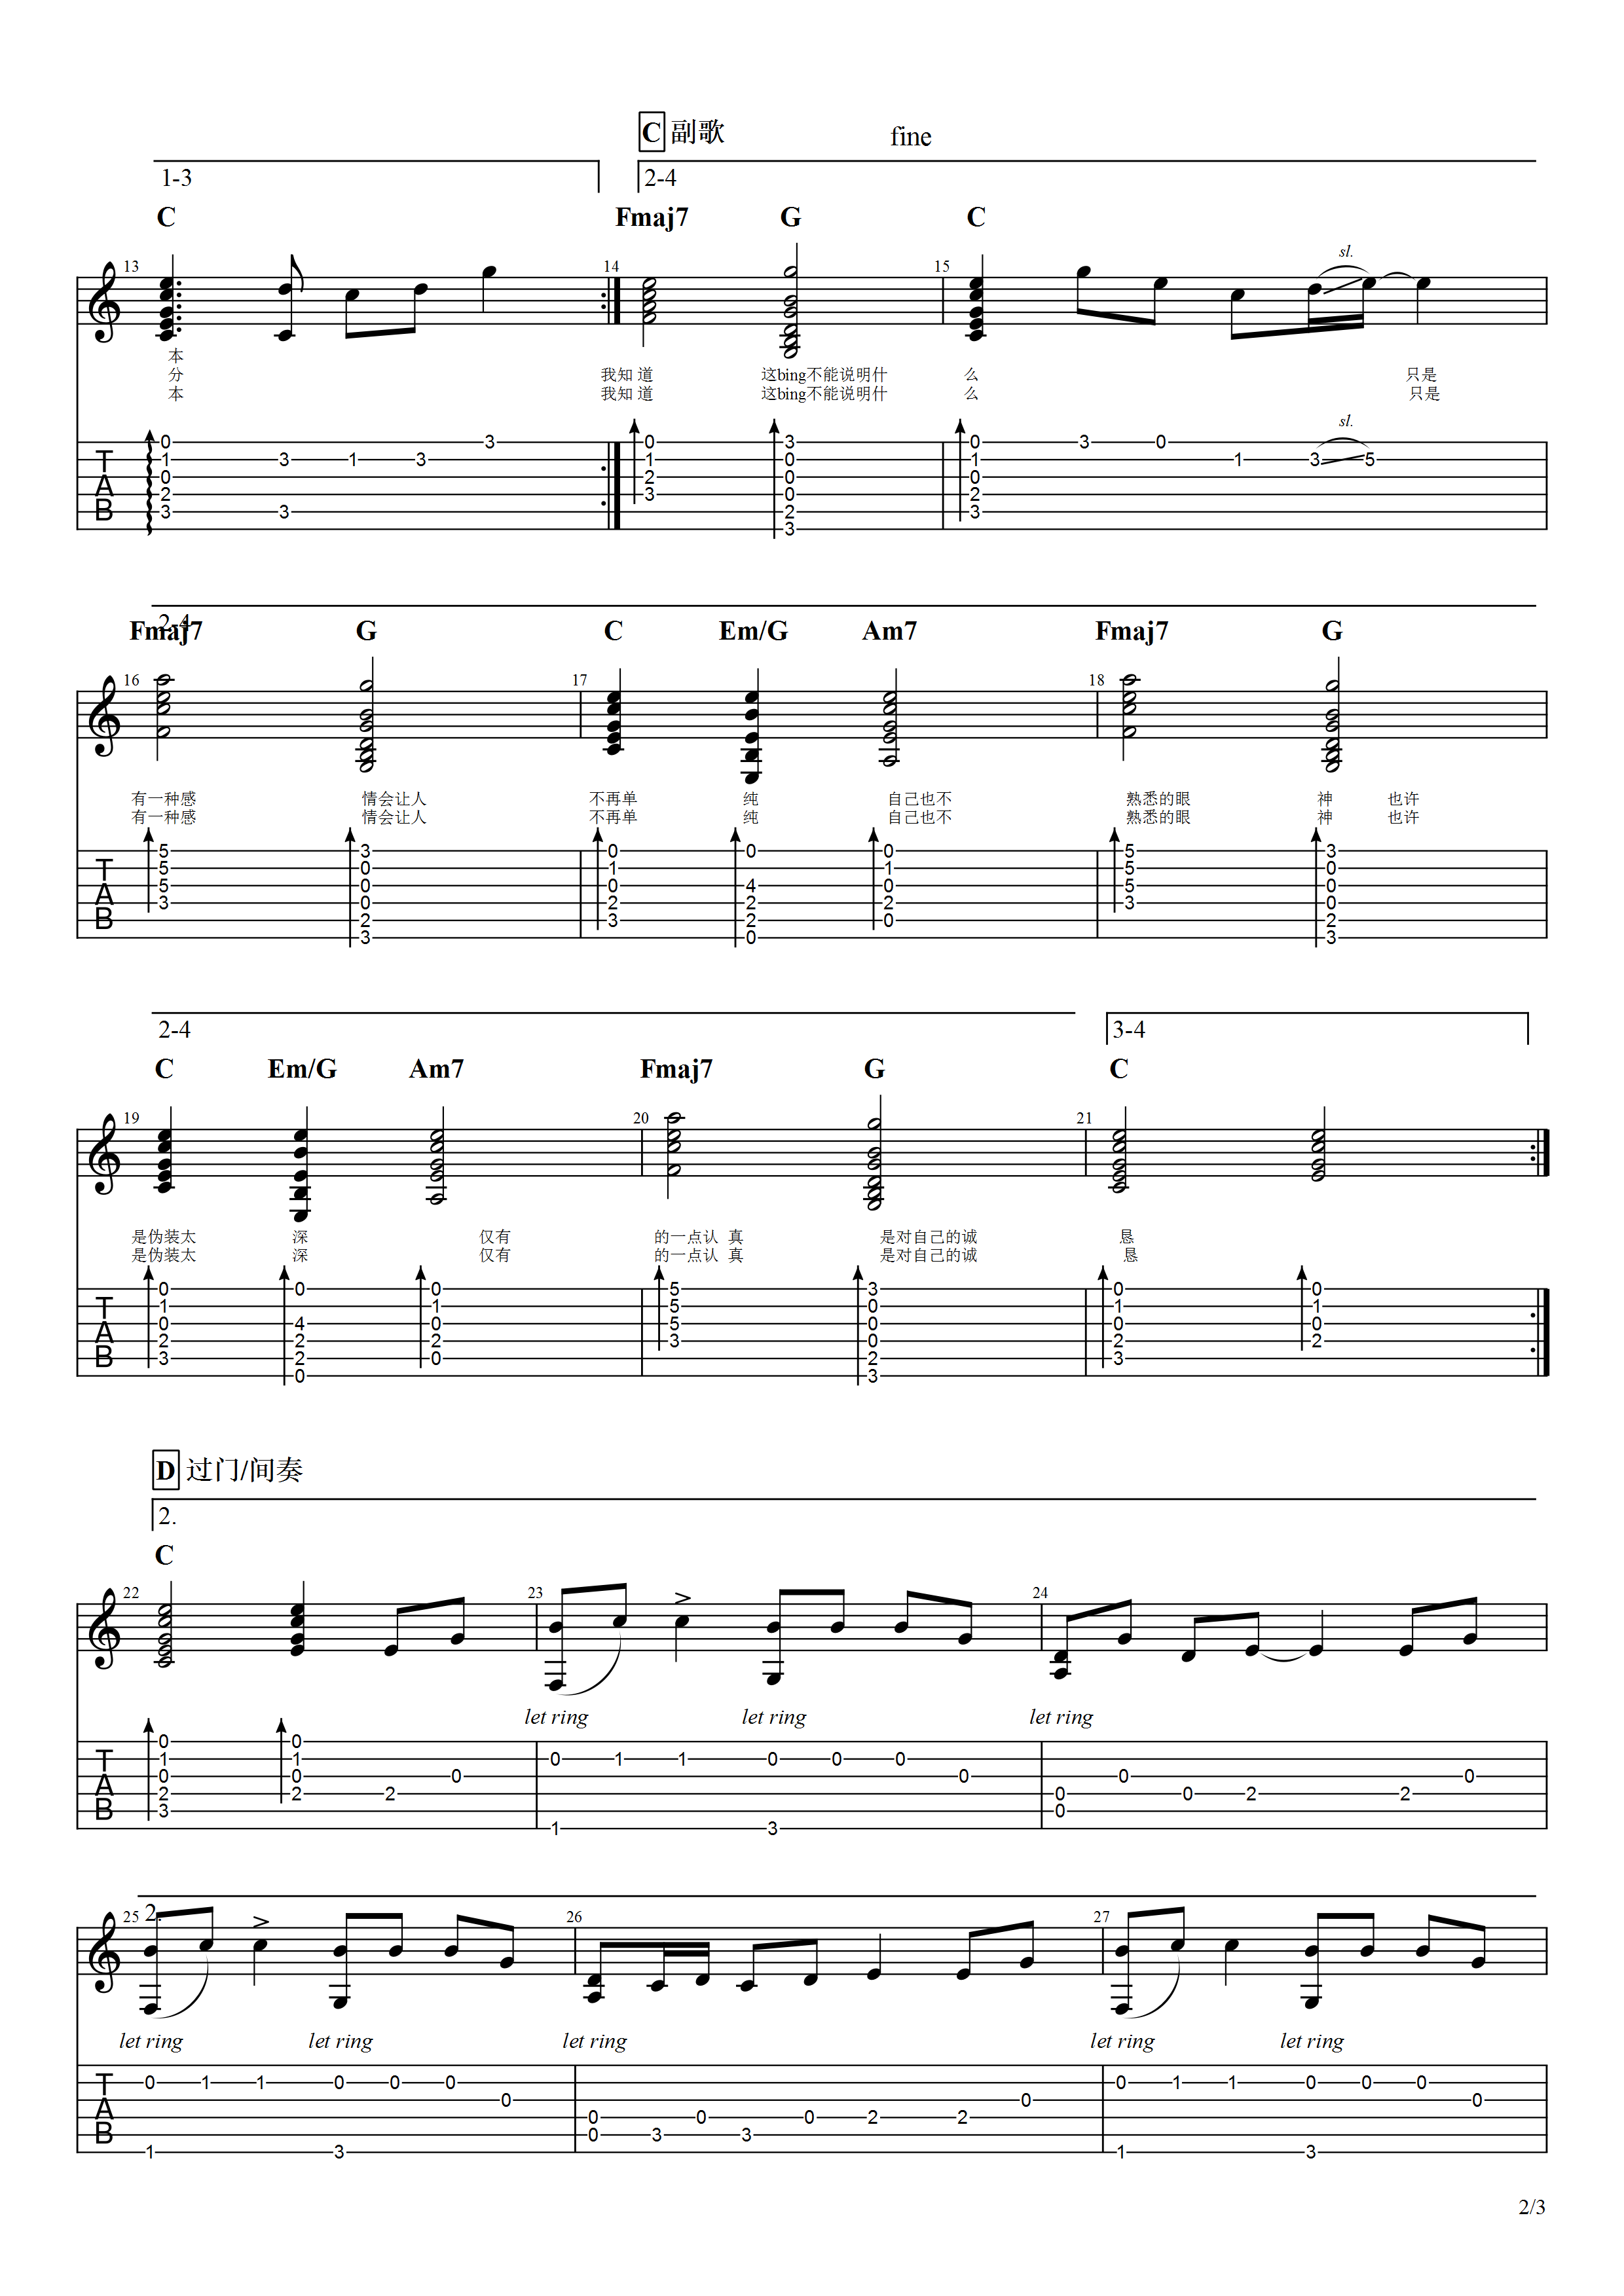 C 副歌 fine
1-3 2-4
C Fmaj7 G C
13 14 15 sl.
本
分 我知 道 这bing不能说明什 么 只是
本 我知 道 这bing不能说明什 么 只是
sl.
0 3 0 3 0 3 0
1 3 1 3 1 0 1 1 3 5
0 2 0 0
2 3 0 2
3 3 2 3
3
TAB
2-4
Fmaj7 G C Em/G Am7 Fmaj7 G
16 17 18
有一种感 情会让人 不再单 纯 自己也不 熟悉的眼 神 也许
有一种感 情会让人 不再单 纯 自己也不 熟悉的眼 神 也许
5 3 0 0 0 5 3
5 0 1 1 5 0
5 0 0 4 0 5 0
3 0 2 2 2 3 0
2 3 2 0 2
3 0 3
TAB
2-4 3-4
C Em/G Am7 Fmaj7 G C
19 20 21
是伪装太 深 仅有 的一点认 真 是对自己的诚 恳
是伪装太 深 仅有 的一点认 真 是对自己的诚 恳
0 0 0 5 3 0 0
1 1 5 0 1 1
0 4 0 5 0 0 0
2 2 2 3 0 2 2
3 2 0 2 3
0 3
TAB
D 过门/间奏
2.
C
22 23 24
let ring let ring let ring
0 0
1 1 0 1 1 0 0 0
0 0 0 0 0 0
2 2 2 0 0 2 2
3 0
1 3
TAB
2.
25 26 27
let ring let ring let ring let ring let ring
0 1 1 0 0 0 0 1 1 0 0 0
0 0 0
0 0 0 2 2
0 3 3
1 3 1 3
TAB
2/3